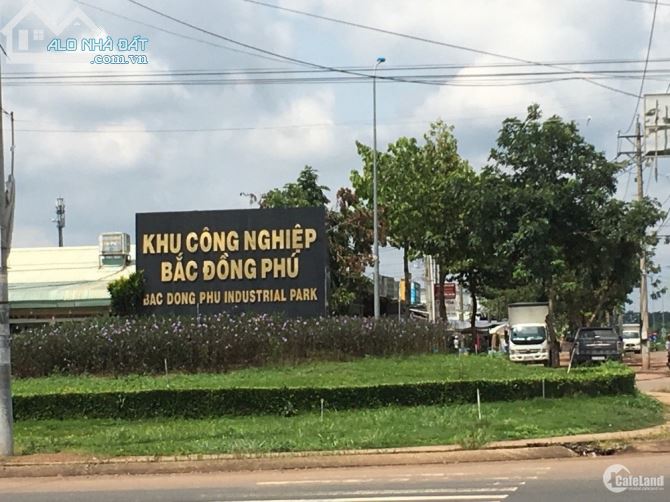 ALO NHÀ ĐẤT
.com.vn
KHU CÔNG NGHIỆP
BẮC ĐỒNG PHÚ
BAC DONG PHU INDUSTRIAL PARK
CafeLand